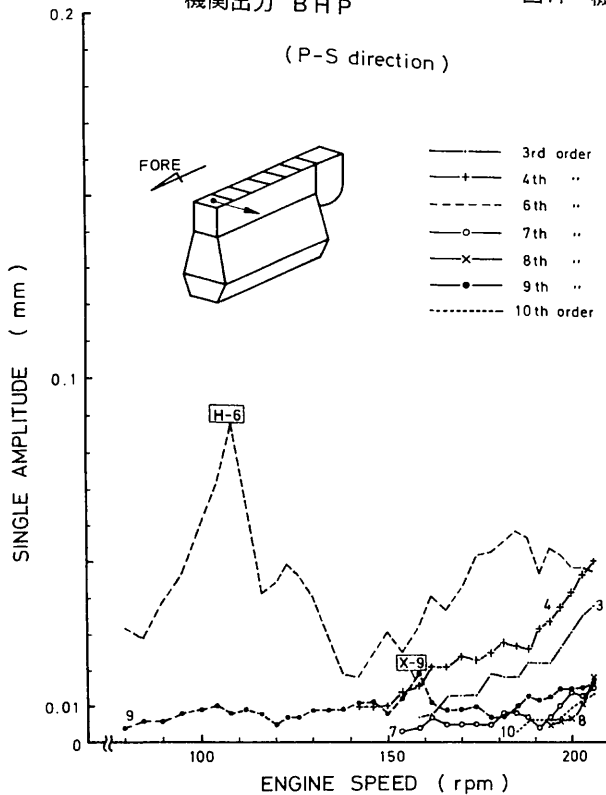 機関出力 BHP
0.2
(P-S direction)
FORE
3rd order
4th 〃
6th 〃
7th 〃
8th 〃
9th 〃
10th order
SINGLE AMPLITUDE (mm)
0.1
H-6
4
3
X-9
0.01
9
7
10
8
0
100
150
200
ENGINE SPEED (rpm)